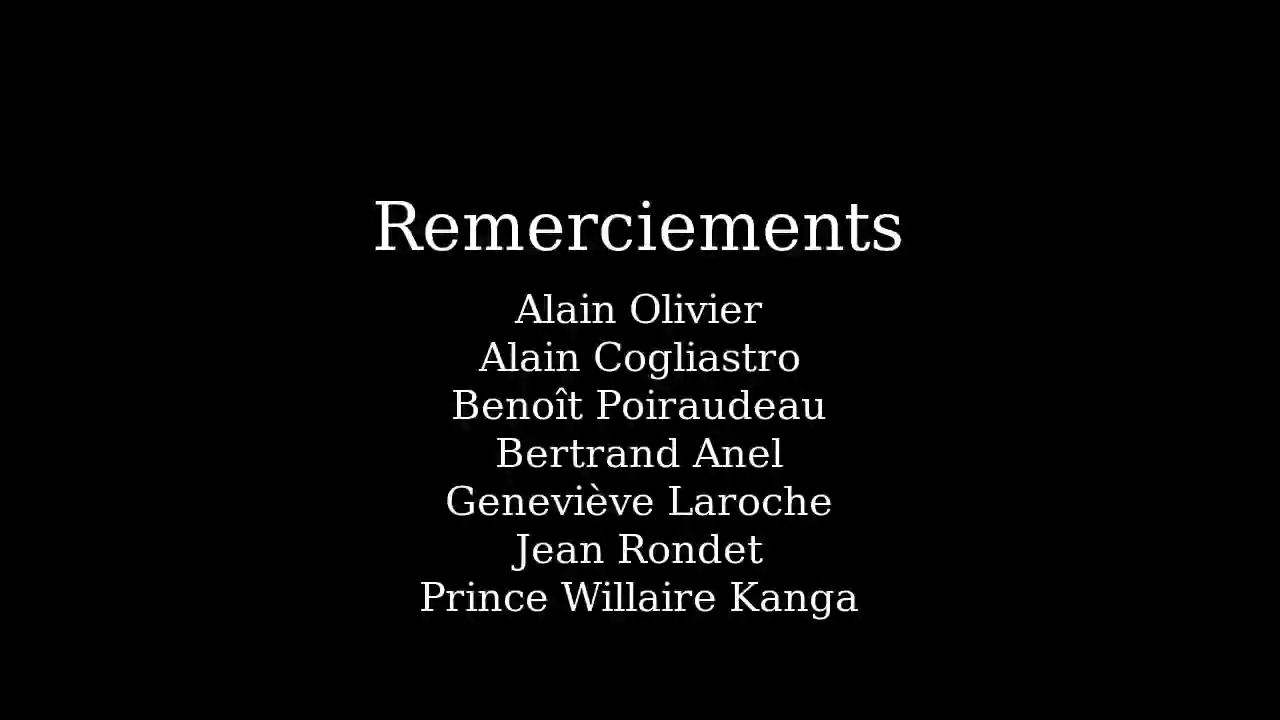 Remerciements
Alain Olivier
Alain Cogliastro
Benoît Poiraudeau
Bertrand Anel
Geneviève Laroche
Jean Rondet
Prince Willaire Kanga